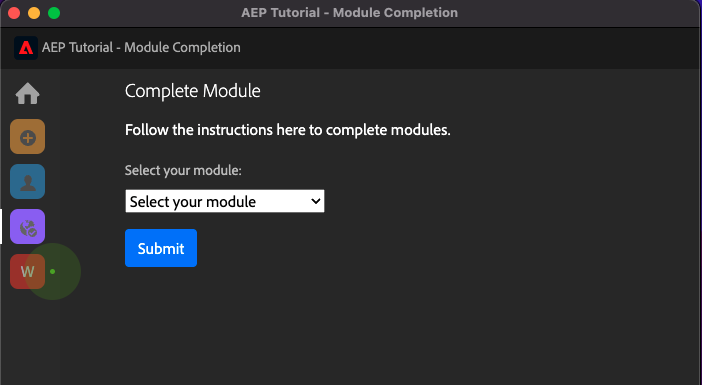 AEP Tutorial - Module Completion
AEP Tutorial - Module Completion
Complete Module
Follow the instructions here to complete modules.
Select your module:
Select your module
Submit
W